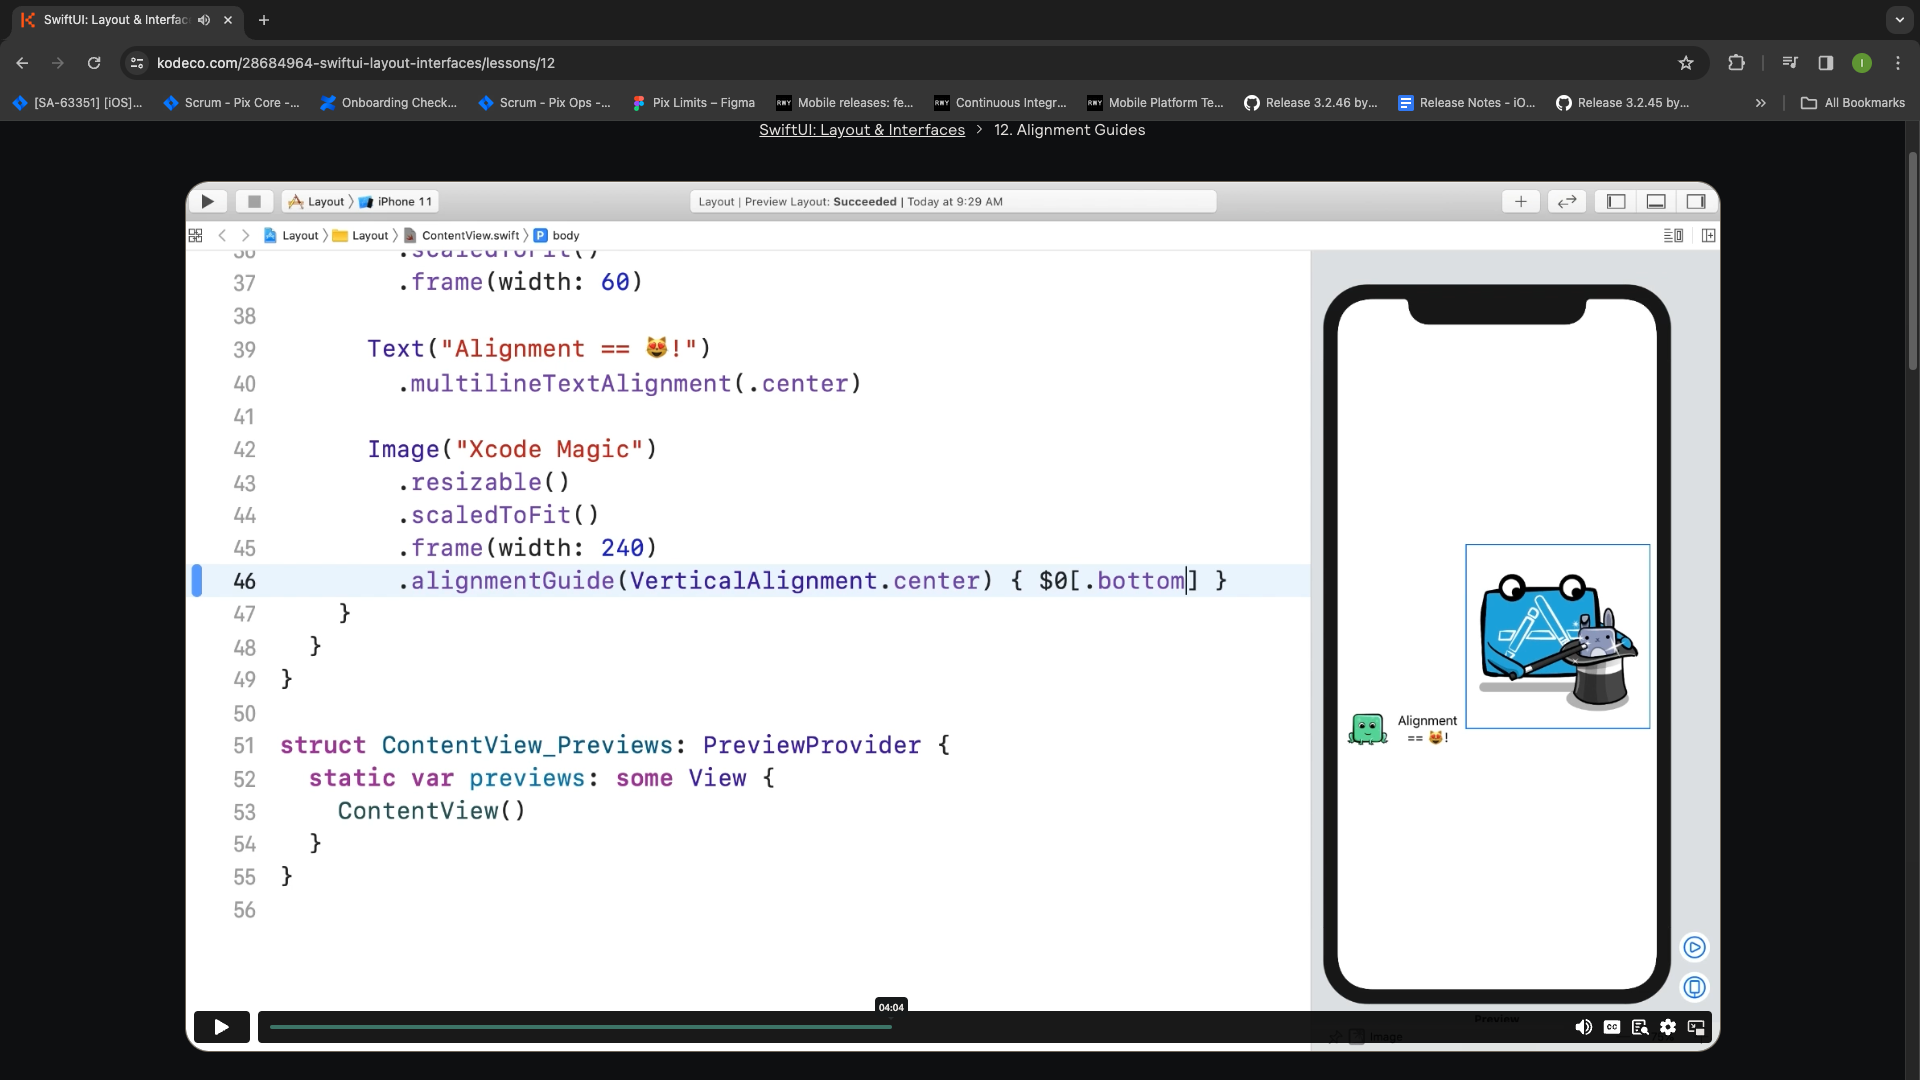 SwiftUI: Layout & Interfac
kodeco.com/28684964-swiftui-layout-interfaces/lessons/12
[SA-63351] [iOS]...
Scrum - Pix Core -...
Onboarding Check...
Scrum - Pix Ops -...
Pix Limits – Figma
RWY Mobile releases: fe...
RWY Continuous Integr...
RWY Mobile Platform Te...
Release 3.2.46 by...
Release Notes - iO...
Release 3.2.45 by...
» All Bookmarks
SwiftUI: Layout & Interfaces > 12. Alignment Guides
Layout 〉 iPhone 11
Layout | Preview Layout: Succeeded | Today at 9:29 AM
Layout 〉 Layout 〉 ContentView.swift 〉 P body
36 .scaledToFit()
37 .frame(width: 60)
38
39 Text("Alignment == 😻!")
40 .multilineTextAlignment(.center)
41
42 Image("Xcode Magic")
43 .resizable()
44 .scaledToFit()
45 .frame(width: 240)
46 .alignmentGuide(VerticalAlignment.center) { $0[.bottom] }
47 }
48 }
49 }
50
51 struct ContentView_Previews: PreviewProvider {
52 static var previews: some View {
53 ContentView()
54 }
55 }
56
Alignment
== 😻!
04:04
Preview
Image
CC